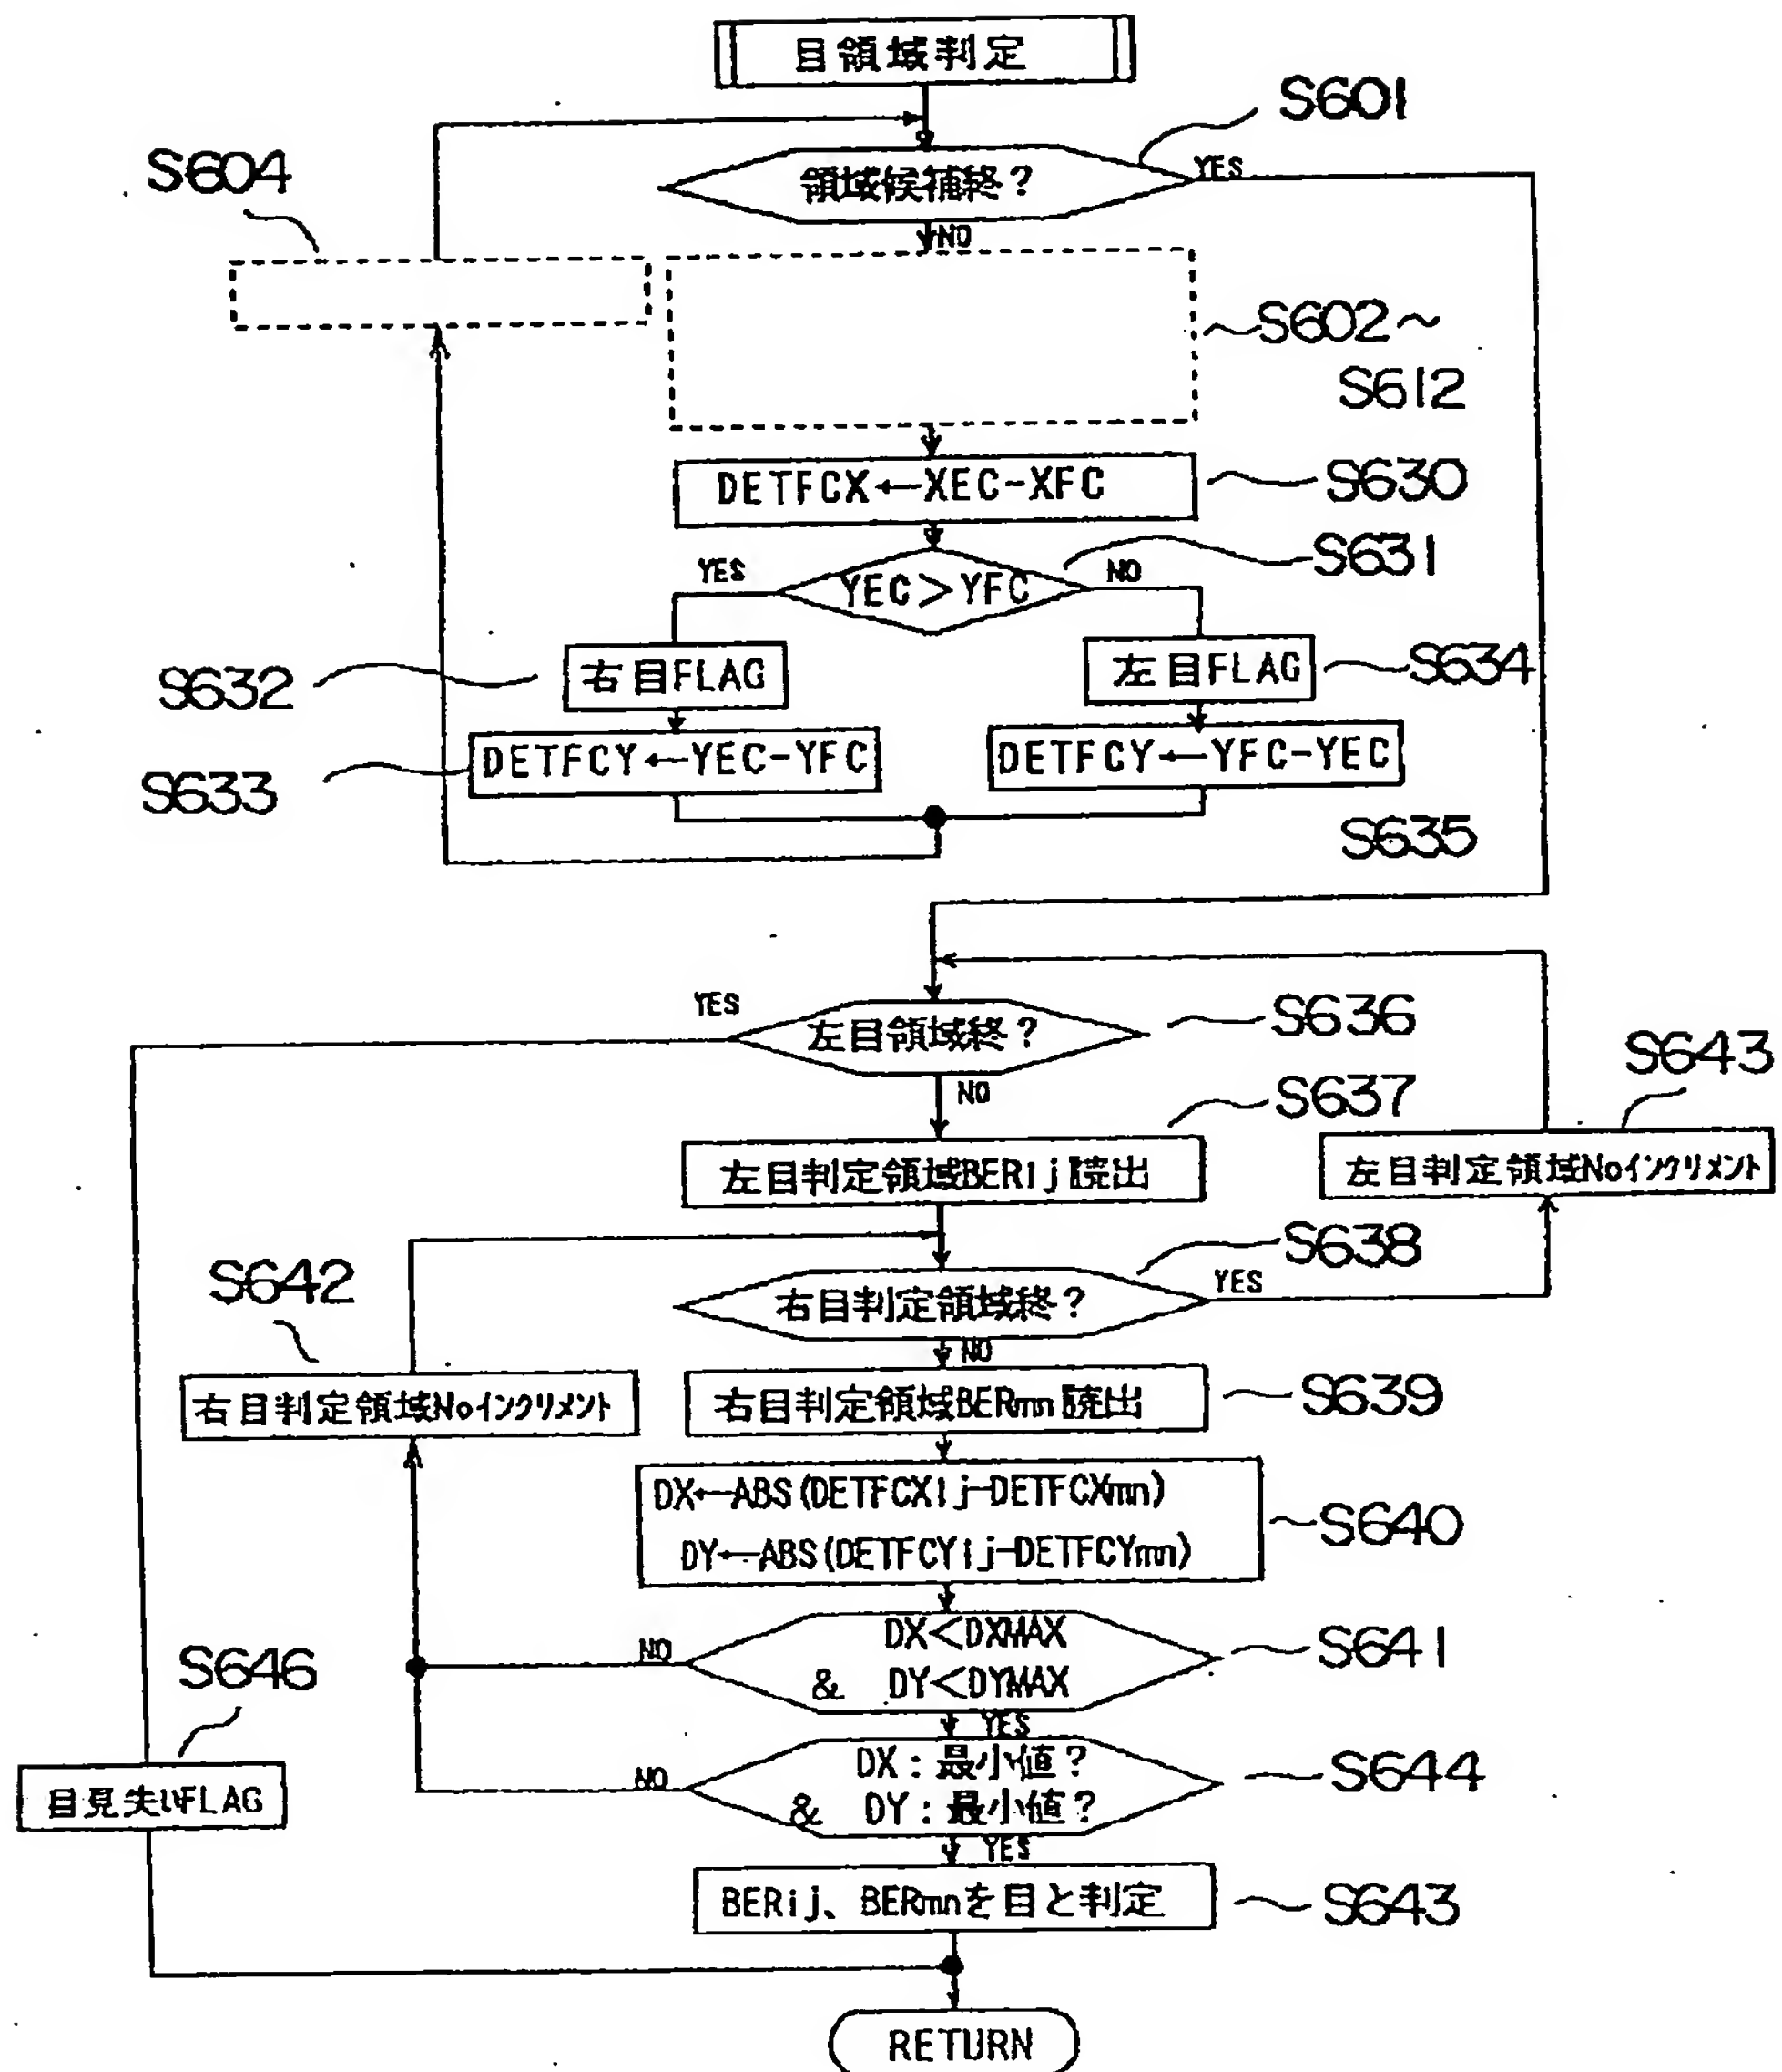 目領域判定
S601
領域候補終?
YES
NO
S604
S602～
S612
DETFCX←XEC-XFC
S630
YEC>YFC
S631
YES
NO
右目FLAG
S632
左目FLAG
S634
DETFCY←YEC-YFC
S633
DETFCY←YFC-YEC
S635
左目領域終?
YES
S636
NO
左目判定領域BERij読出
S637
左目判定領域Noインクリメント
S643
右目判定領域終?
S638
YES
NO
S642
右目判定領域Noインクリメント
右目判定領域BERmn読出
S639
DX←ABS(DETFCXij-DETFCXmn)
DY←ABS(DETFCYij-DETFCYmn)
S640
DX<DXMAX
& DY<DYMAX
S641
NO
YES
DX:最小値?
& DY:最小値?
S644
NO
YES
S646
目見失いFLAG
BERij、BERmnを目と判定
S643
RETURN